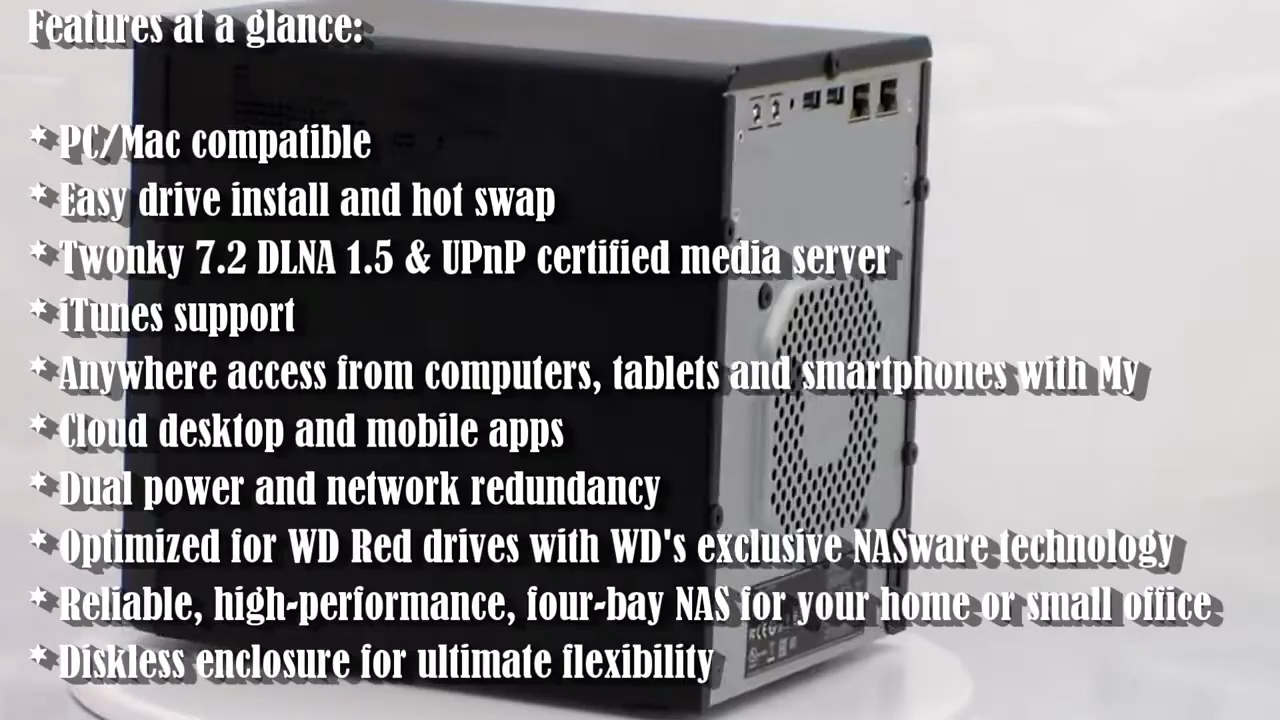 Features at a glance:
* PC/Mac compatible
* Easy drive install and hot swap
* Twonky 7.2 DLNA 1.5 & UPnP certified media server
* iTunes support
* Anywhere access from computers, tablets and smartphones with My
* Cloud desktop and mobile apps
* Dual power and network redundancy
* Optimized for WD Red drives with WD's exclusive NASware technology
* Reliable, high-performance, four-bay NAS for your home or small office
* Diskless enclosure for ultimate flexibility